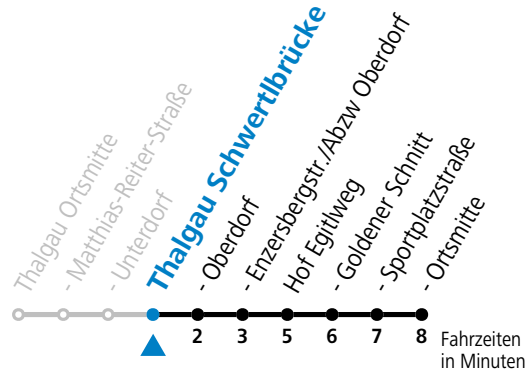 Thalgau Ortsmitte
- Matthias-Reiter-Straße
- Unterdorf
Thalgau Schwertlbrücke
- Oberdorf
- Enzersbergstr./Abzw Oberdorf
Hof Egitlweg
- Goldener Schnitt
- Sportplatzstraße
- Ortsmitte
2 3 5 6 7 8 Fahrzeiten
in Minuten